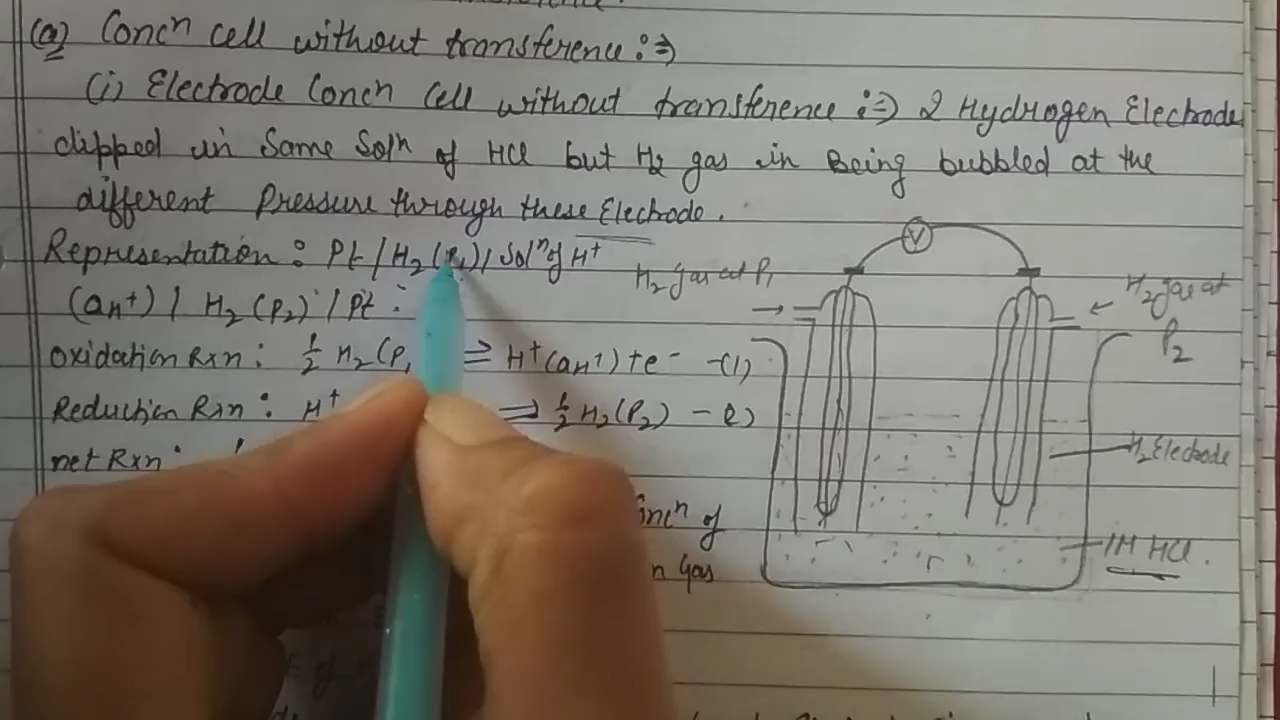 (a) Concⁿ cell without transference :⇒
(i) Electrode Concⁿ Cell without transference :⇒ 2 Hydrogen Electrode
dipped in Same Solⁿ of HCl but H₂ gas in Being bubbled at the
different Pressure through these Electrode.
Representation : Pt / H₂ (P₁) / Solⁿ of H⁺
(aH⁺) / H₂ (P₂) / Pt :
Oxidation Rxn : ½ H₂ (P₁ ⇌ H⁺(aH⁺) + e⁻ -(1)
Reduction Rxn : H⁺ ⇒ ½ H₂ (P₂) - 2)
net Rxn :
oncⁿ of
n Gas
H₂ gas at P₁
V
H₂ gas at
P₂
H₂ Electrode
1M HCl.